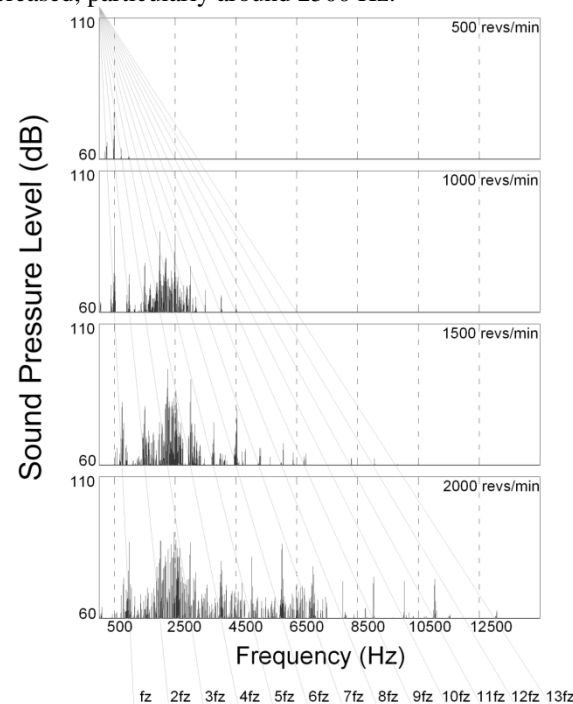 creased, particularly around 2500 Hz.
110
500 revs/min
60
110
1000 revs/min
60
110
1500 revs/min
60
110
2000 revs/min
60
Sound Pressure Level (dB)
500 2500 4500 6500 8500 10500 12500
Frequency (Hz)
fz 2fz 3fz 4fz 5fz 6fz 7fz 8fz 9fz 10fz 11fz 12fz 13fz